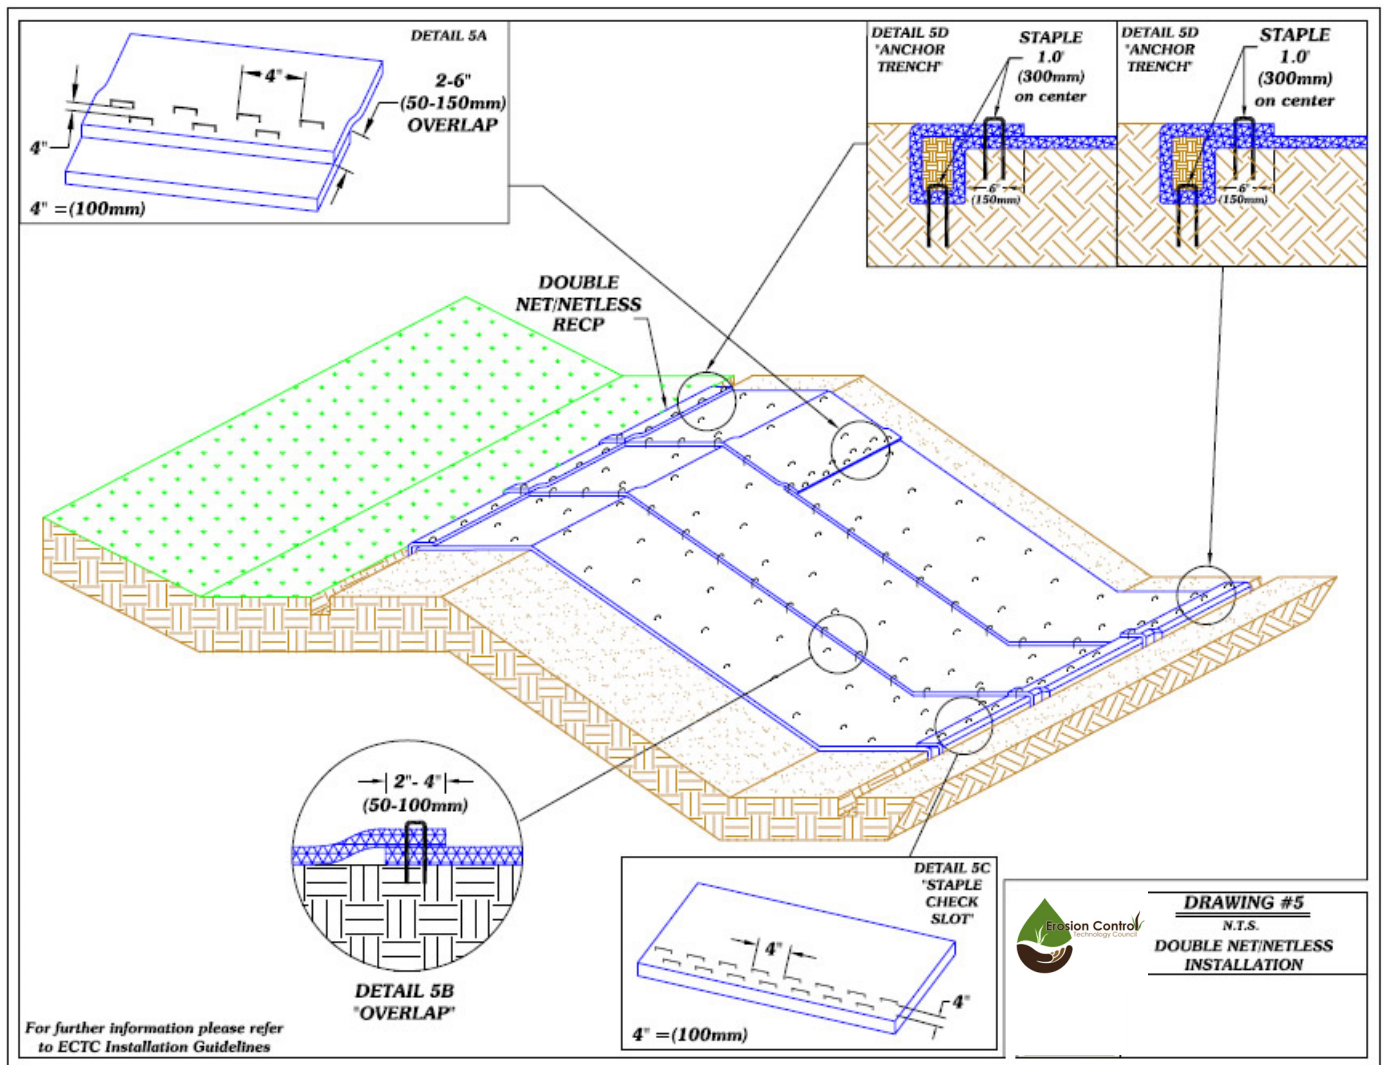 DETAIL 5A
4"
2-6"
(50-150mm)
OVERLAP
4"
4" =(100mm)
DETAIL 5D
"ANCHOR
TRENCH"
STAPLE
1.0'
(300mm)
on center
6"
(150mm)
DETAIL 5D
"ANCHOR
TRENCH"
STAPLE
1.0'
(300mm)
on center
6"
(150mm)
DOUBLE
NET/NETLESS
RECP
2"- 4"
(50-100mm)
DETAIL 5B
"OVERLAP"
DETAIL 5C
"STAPLE
CHECK
SLOT"
4"
4"
4" =(100mm)
Erosion Control
Technology Council
DRAWING #5
N.T.S.
DOUBLE NET/NETLESS
INSTALLATION
For further information please refer
to ECTC Installation Guidelines